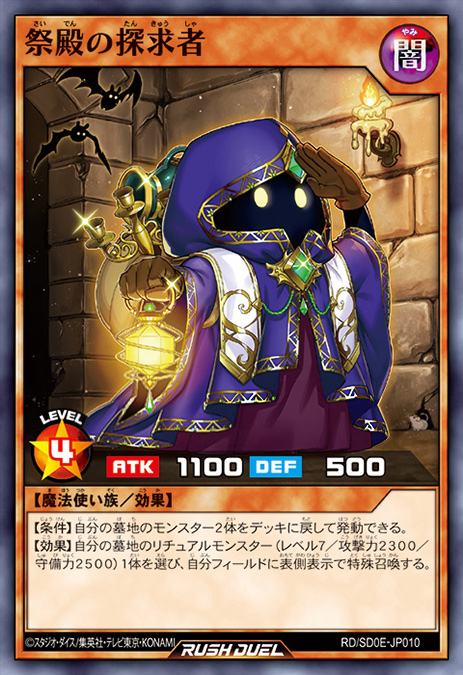 祭殿の探求者
闇
LEVEL
4
ATK 1100 DEF 500
【魔法使い族／効果】
【条件】自分の墓地のモンスター2体をデッキに戻して発動できる。
【効果】自分の墓地のリチュアルモンスター(レベル7／攻撃力2300／
守備力2500)1体を選び、自分フィールドに表側表示で特殊召喚する。
©スタジオ・ダイス/集英社・テレビ東京・KONAMI
RUSH DUEL
RD/SD0E-JP010